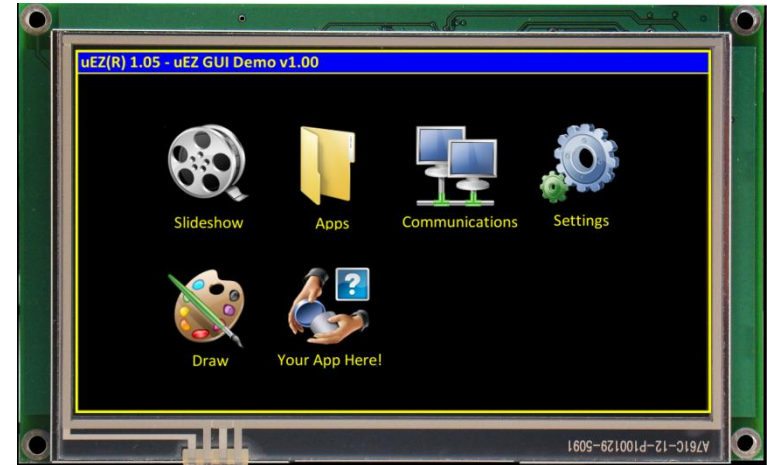 uEZ(R) 1.05 - uEZ GUI Demo v1.00
Slideshow
Apps
Communications
Settings
Draw
Your App Here!
A761C-12-P100129-5091